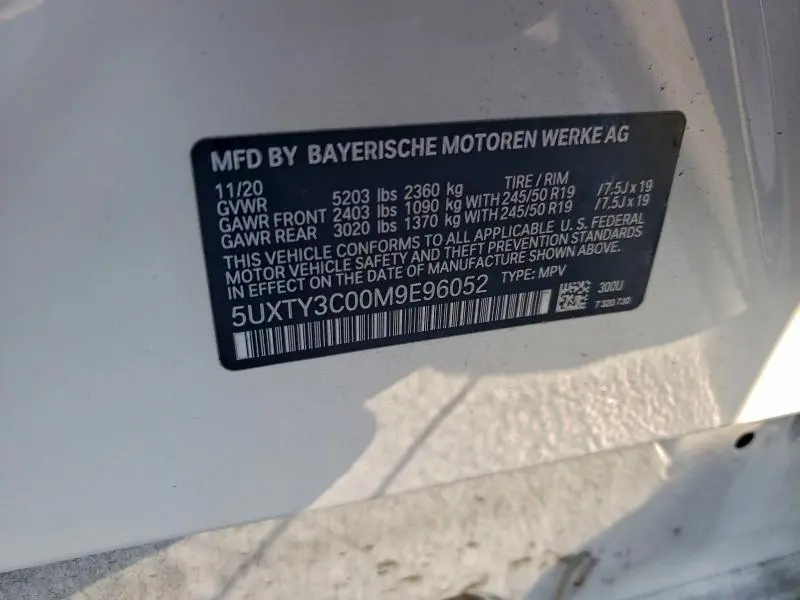 MFD BY BAYERISCHE MOTOREN WERKE AG
11/20 TIRE / RIM
GVWR 5203 lbs 2360 kg
GAWR FRONT 2403 lbs 1090 kg WITH 245/50 R19 /7.5J x 19
GAWR REAR 3020 lbs 1370 kg WITH 245/50 R19 /7.5J x 19
THIS VEHICLE CONFORMS TO ALL APPLICABLE U.S. FEDERAL
MOTOR VEHICLE SAFETY AND THEFT PREVENTION STANDARDS
IN EFFECT ON THE DATE OF MANUFACTURE SHOWN ABOVE.
5UXTY3C00M9E96052 TYPE: MPV
300U
7320730